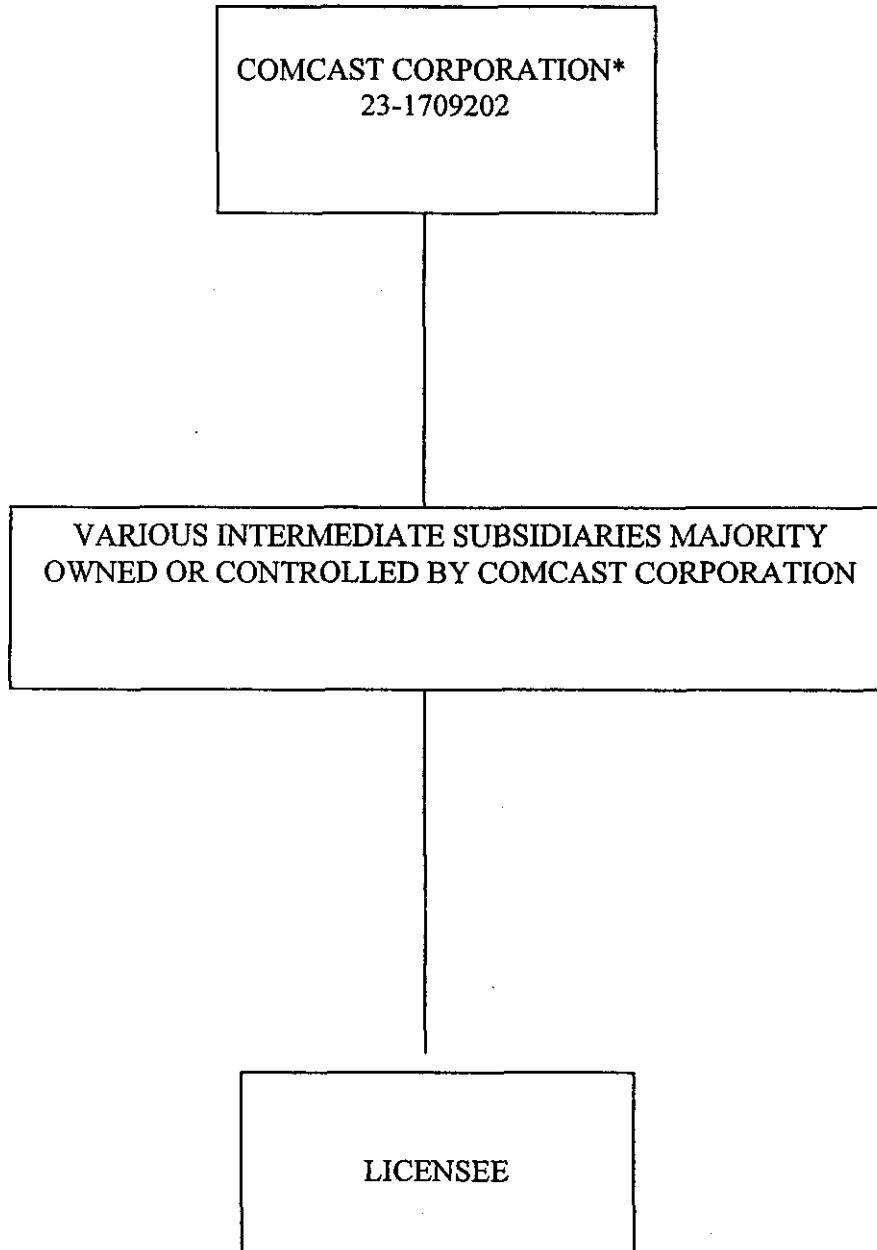 COMCAST CORPORATION*
23-1709202
VARIOUS INTERMEDIATE SUBSIDIARIES MAJORITY
OWNED OR CONTROLLED BY COMCAST CORPORATION
LICENSEE